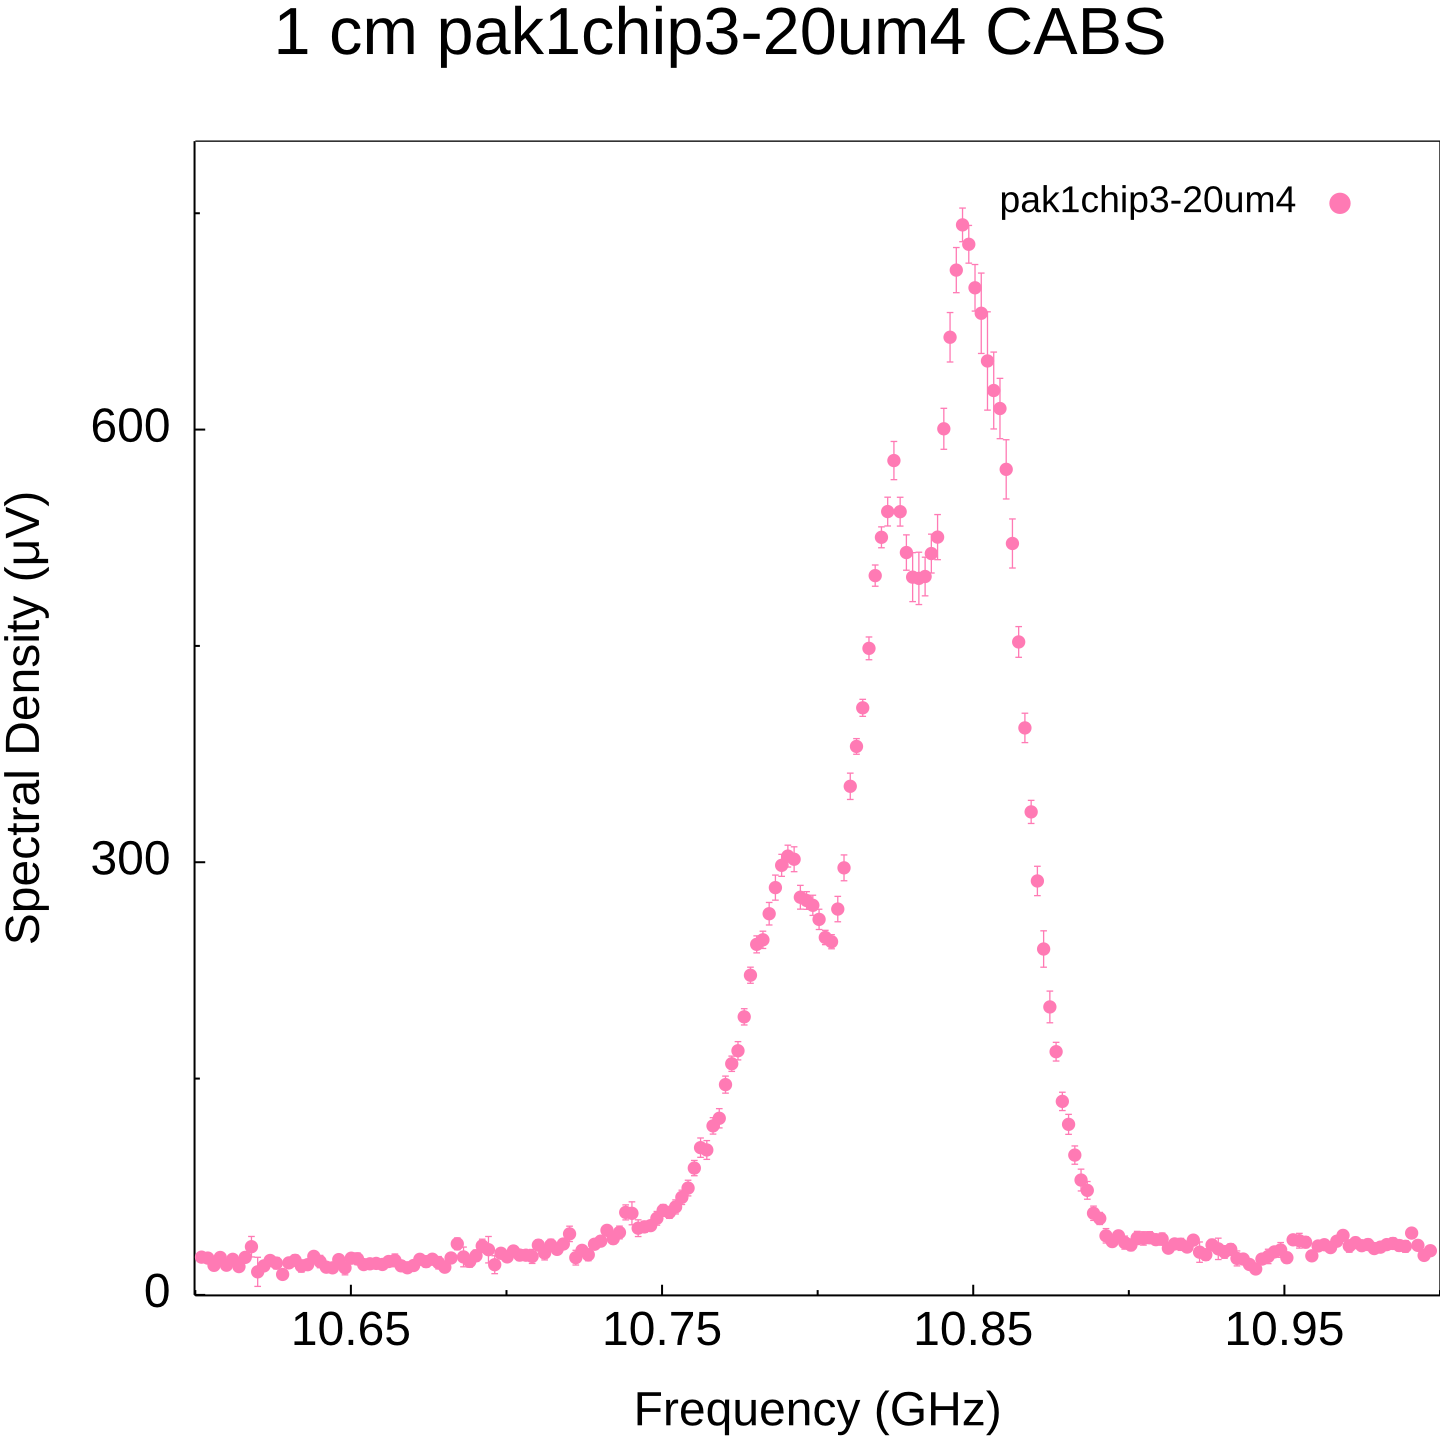 1 cm pak1chip3-20um4 CABS
pak1chip3-20um4
Spectral Density (μV)
600
300
0
10.65 10.75 10.85 10.95
Frequency (GHz)